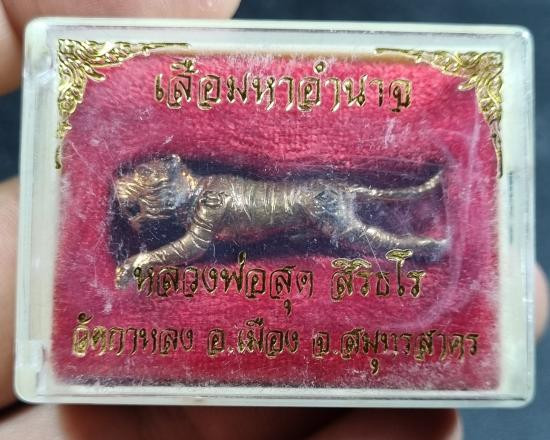 เสือมหาอำนาจ
หลวงพ่อสุด สิริธโร
วัดกาหลง อ.เมือง จ.สมุทรสาคร